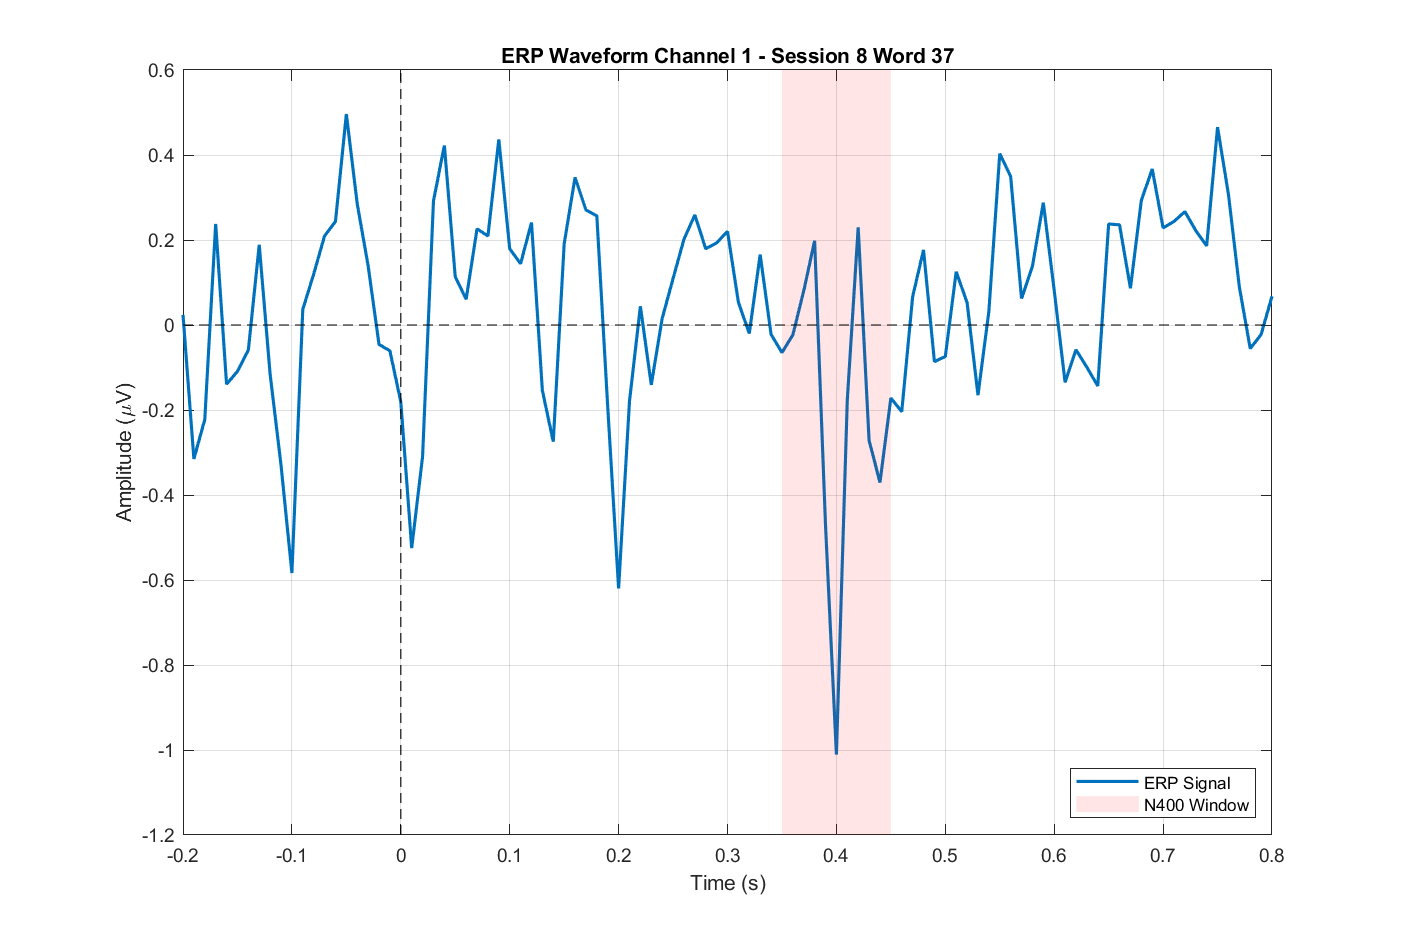 ERP Waveform Channel 1 - Session 8 Word 37
0.6
0.4
0.2
0
-0.2
-0.4
-0.6
-0.8
-1
-1.2
Amplitude (μV)
-0.2 -0.1 0 0.1 0.2 0.3 0.4 0.5 0.6 0.7 0.8
Time (s)
ERP Signal
N400 Window